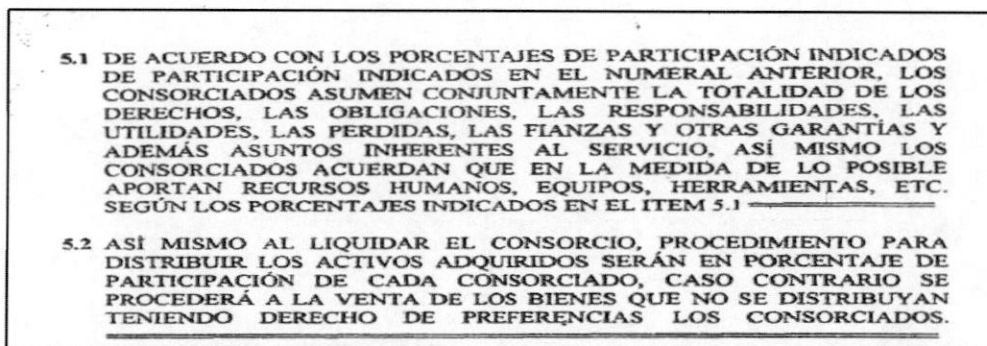 5.1 DE ACUERDO CON LOS PORCENTAJES DE PARTICIPACIÓN INDICADOS
DE PARTICIPACIÓN INDICADOS EN EL NUMERAL ANTERIOR, LOS
CONSORCIADOS ASUMEN CONJUNTAMENTE LA TOTALIDAD DE LOS
DERECHOS, LAS OBLIGACIONES, LAS RESPONSABILIDADES, LAS
UTILIDADES, LAS PERDIDAS, LAS FIANZAS Y OTRAS GARANTÍAS Y
ADEMÁS ASUNTOS INHERENTES AL SERVICIO, ASÍ MISMO LOS
CONSORCIADOS ACUERDAN QUE EN LA MEDIDA DE LO POSIBLE
APORTAN RECURSOS HUMANOS, EQUIPOS, HERRAMIENTAS, ETC.
SEGÚN LOS PORCENTAJES INDICADOS EN EL ITEM 5.1
5.2 ASÍ MISMO AL LIQUIDAR EL CONSORCIO, PROCEDIMIENTO PARA
DISTRIBUIR LOS ACTIVOS ADQUIRIDOS SERÁN EN PORCENTAJE DE
PARTICIPACIÓN DE CADA CONSORCIADO, CASO CONTRARIO SE
PROCEDERÁ A LA VENTA DE LOS BIENES QUE NO SE DISTRIBUYAN
TENIENDO DERECHO DE PREFERENCIAS LOS CONSORCIADOS.